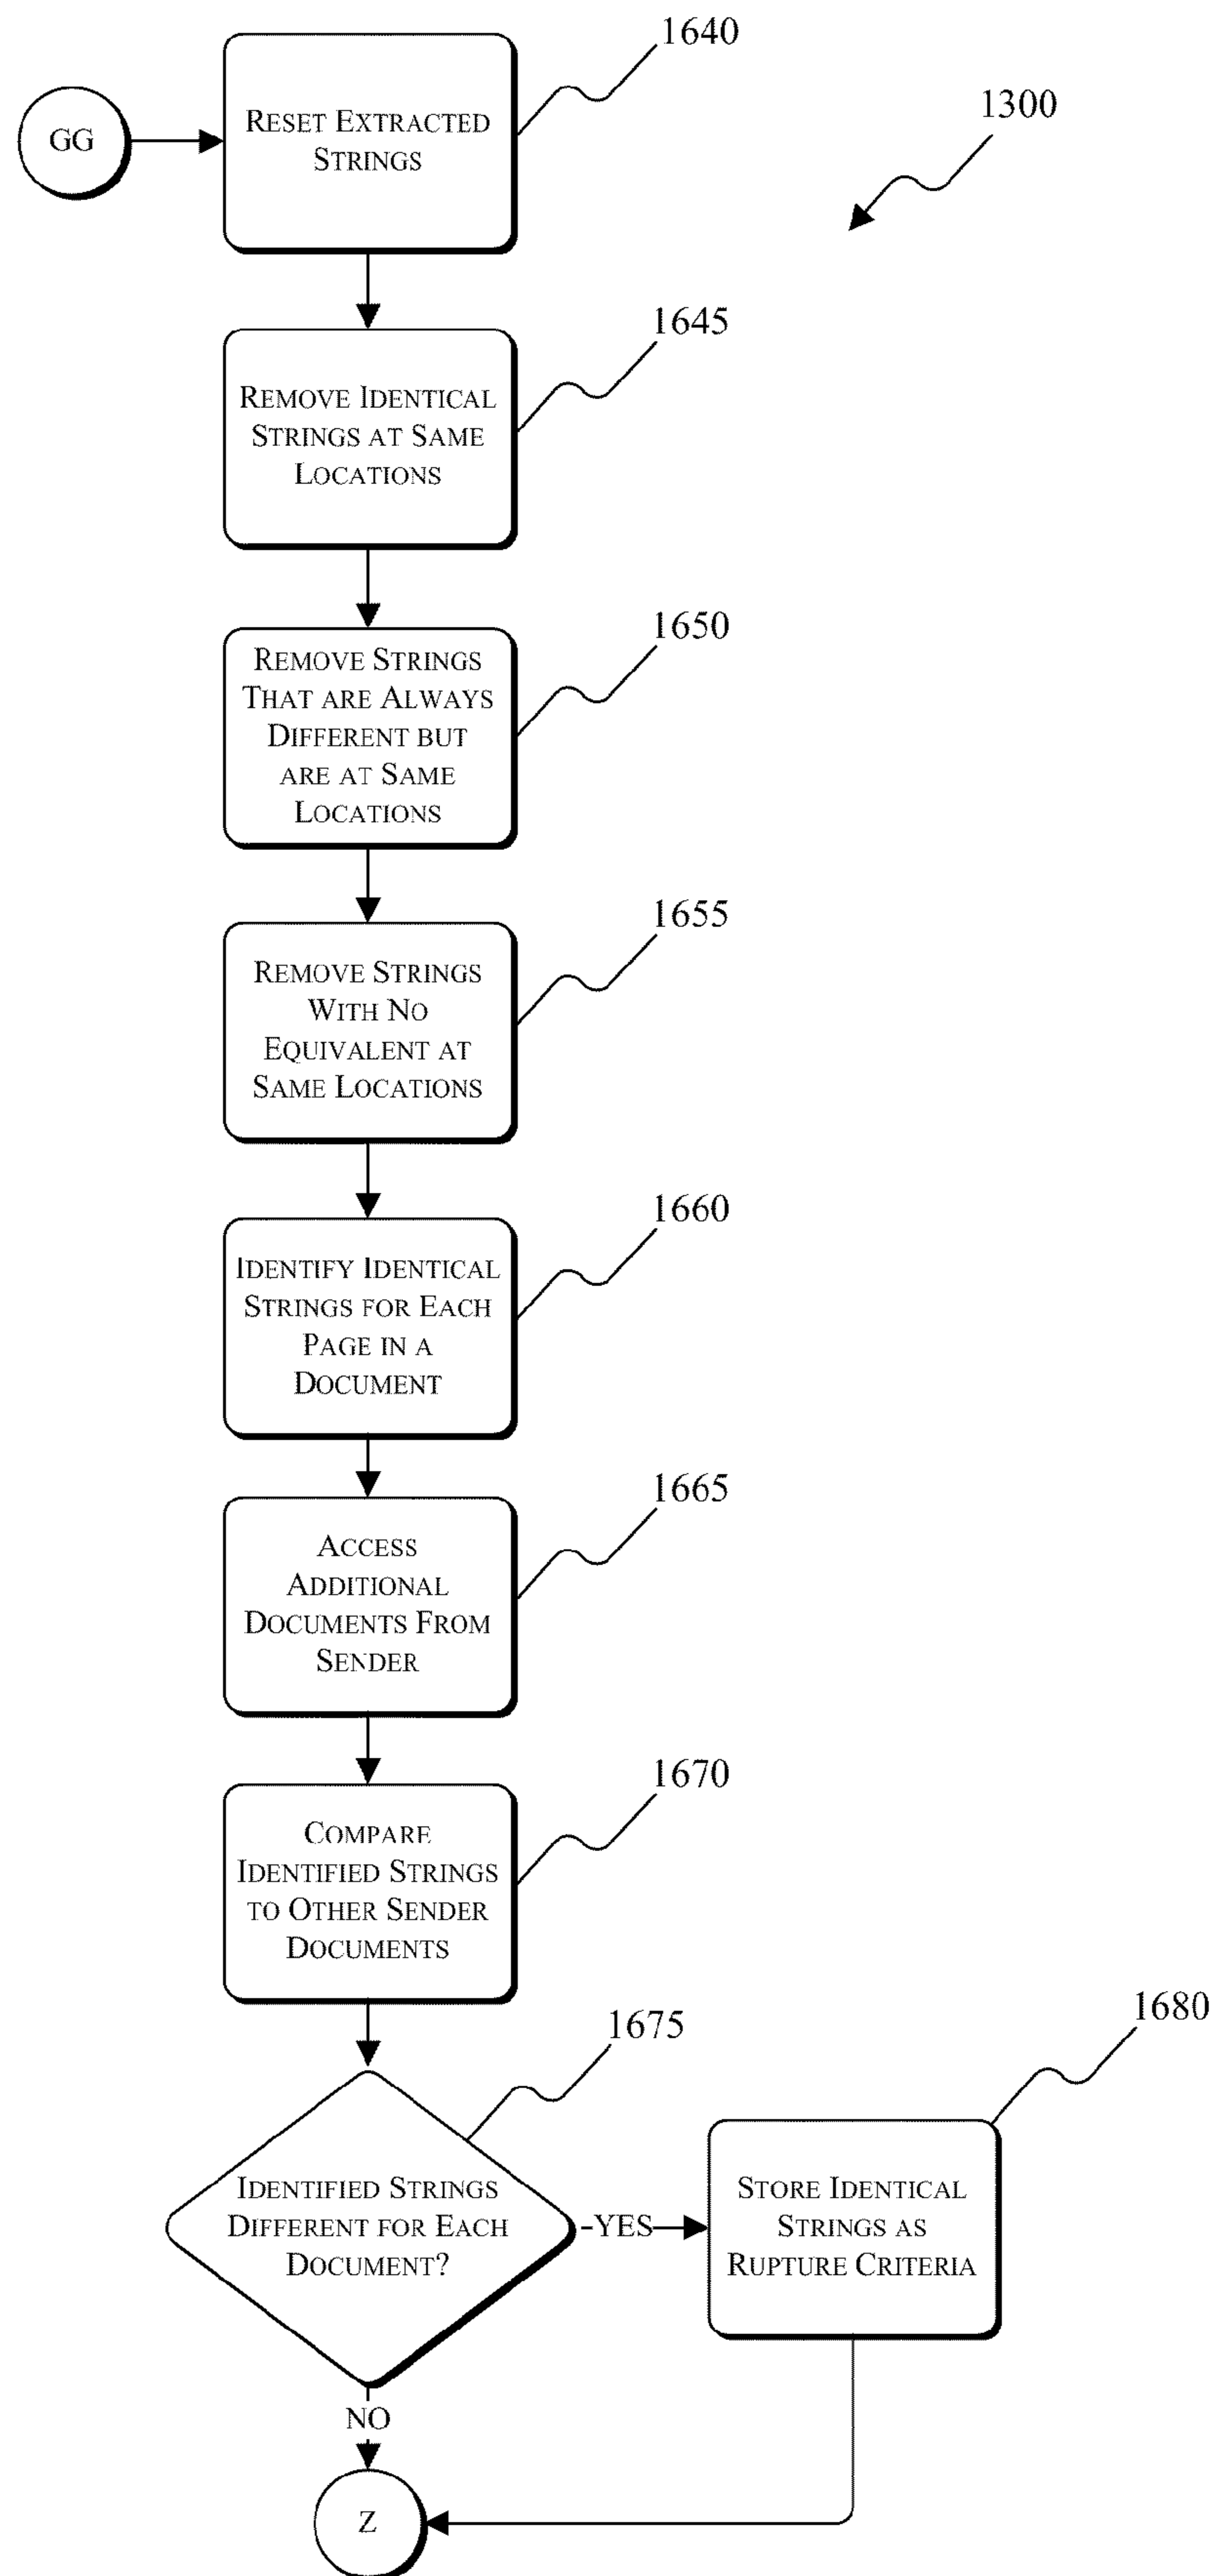 1640
1300
GG
RESET EXTRACTED
STRINGS
1645
REMOVE IDENTICAL
STRINGS AT SAME
LOCATIONS
1650
REMOVE STRINGS
THAT ARE ALWAYS
DIFFERENT BUT
ARE AT SAME
LOCATIONS
1655
REMOVE STRINGS
WITH NO
EQUIVALENT AT
SAME LOCATIONS
1660
IDENTIFY IDENTICAL
STRINGS FOR EACH
PAGE IN A
DOCUMENT
1665
ACCESS
ADDITIONAL
DOCUMENTS FROM
SENDER
1670
COMPARE
IDENTIFIED STRINGS
TO OTHER SENDER
DOCUMENTS
1675
IDENTIFIED STRINGS
DIFFERENT FOR EACH
DOCUMENT?
YES
1680
STORE IDENTICAL
STRINGS AS
RUPTURE CRITERIA
NO
Z